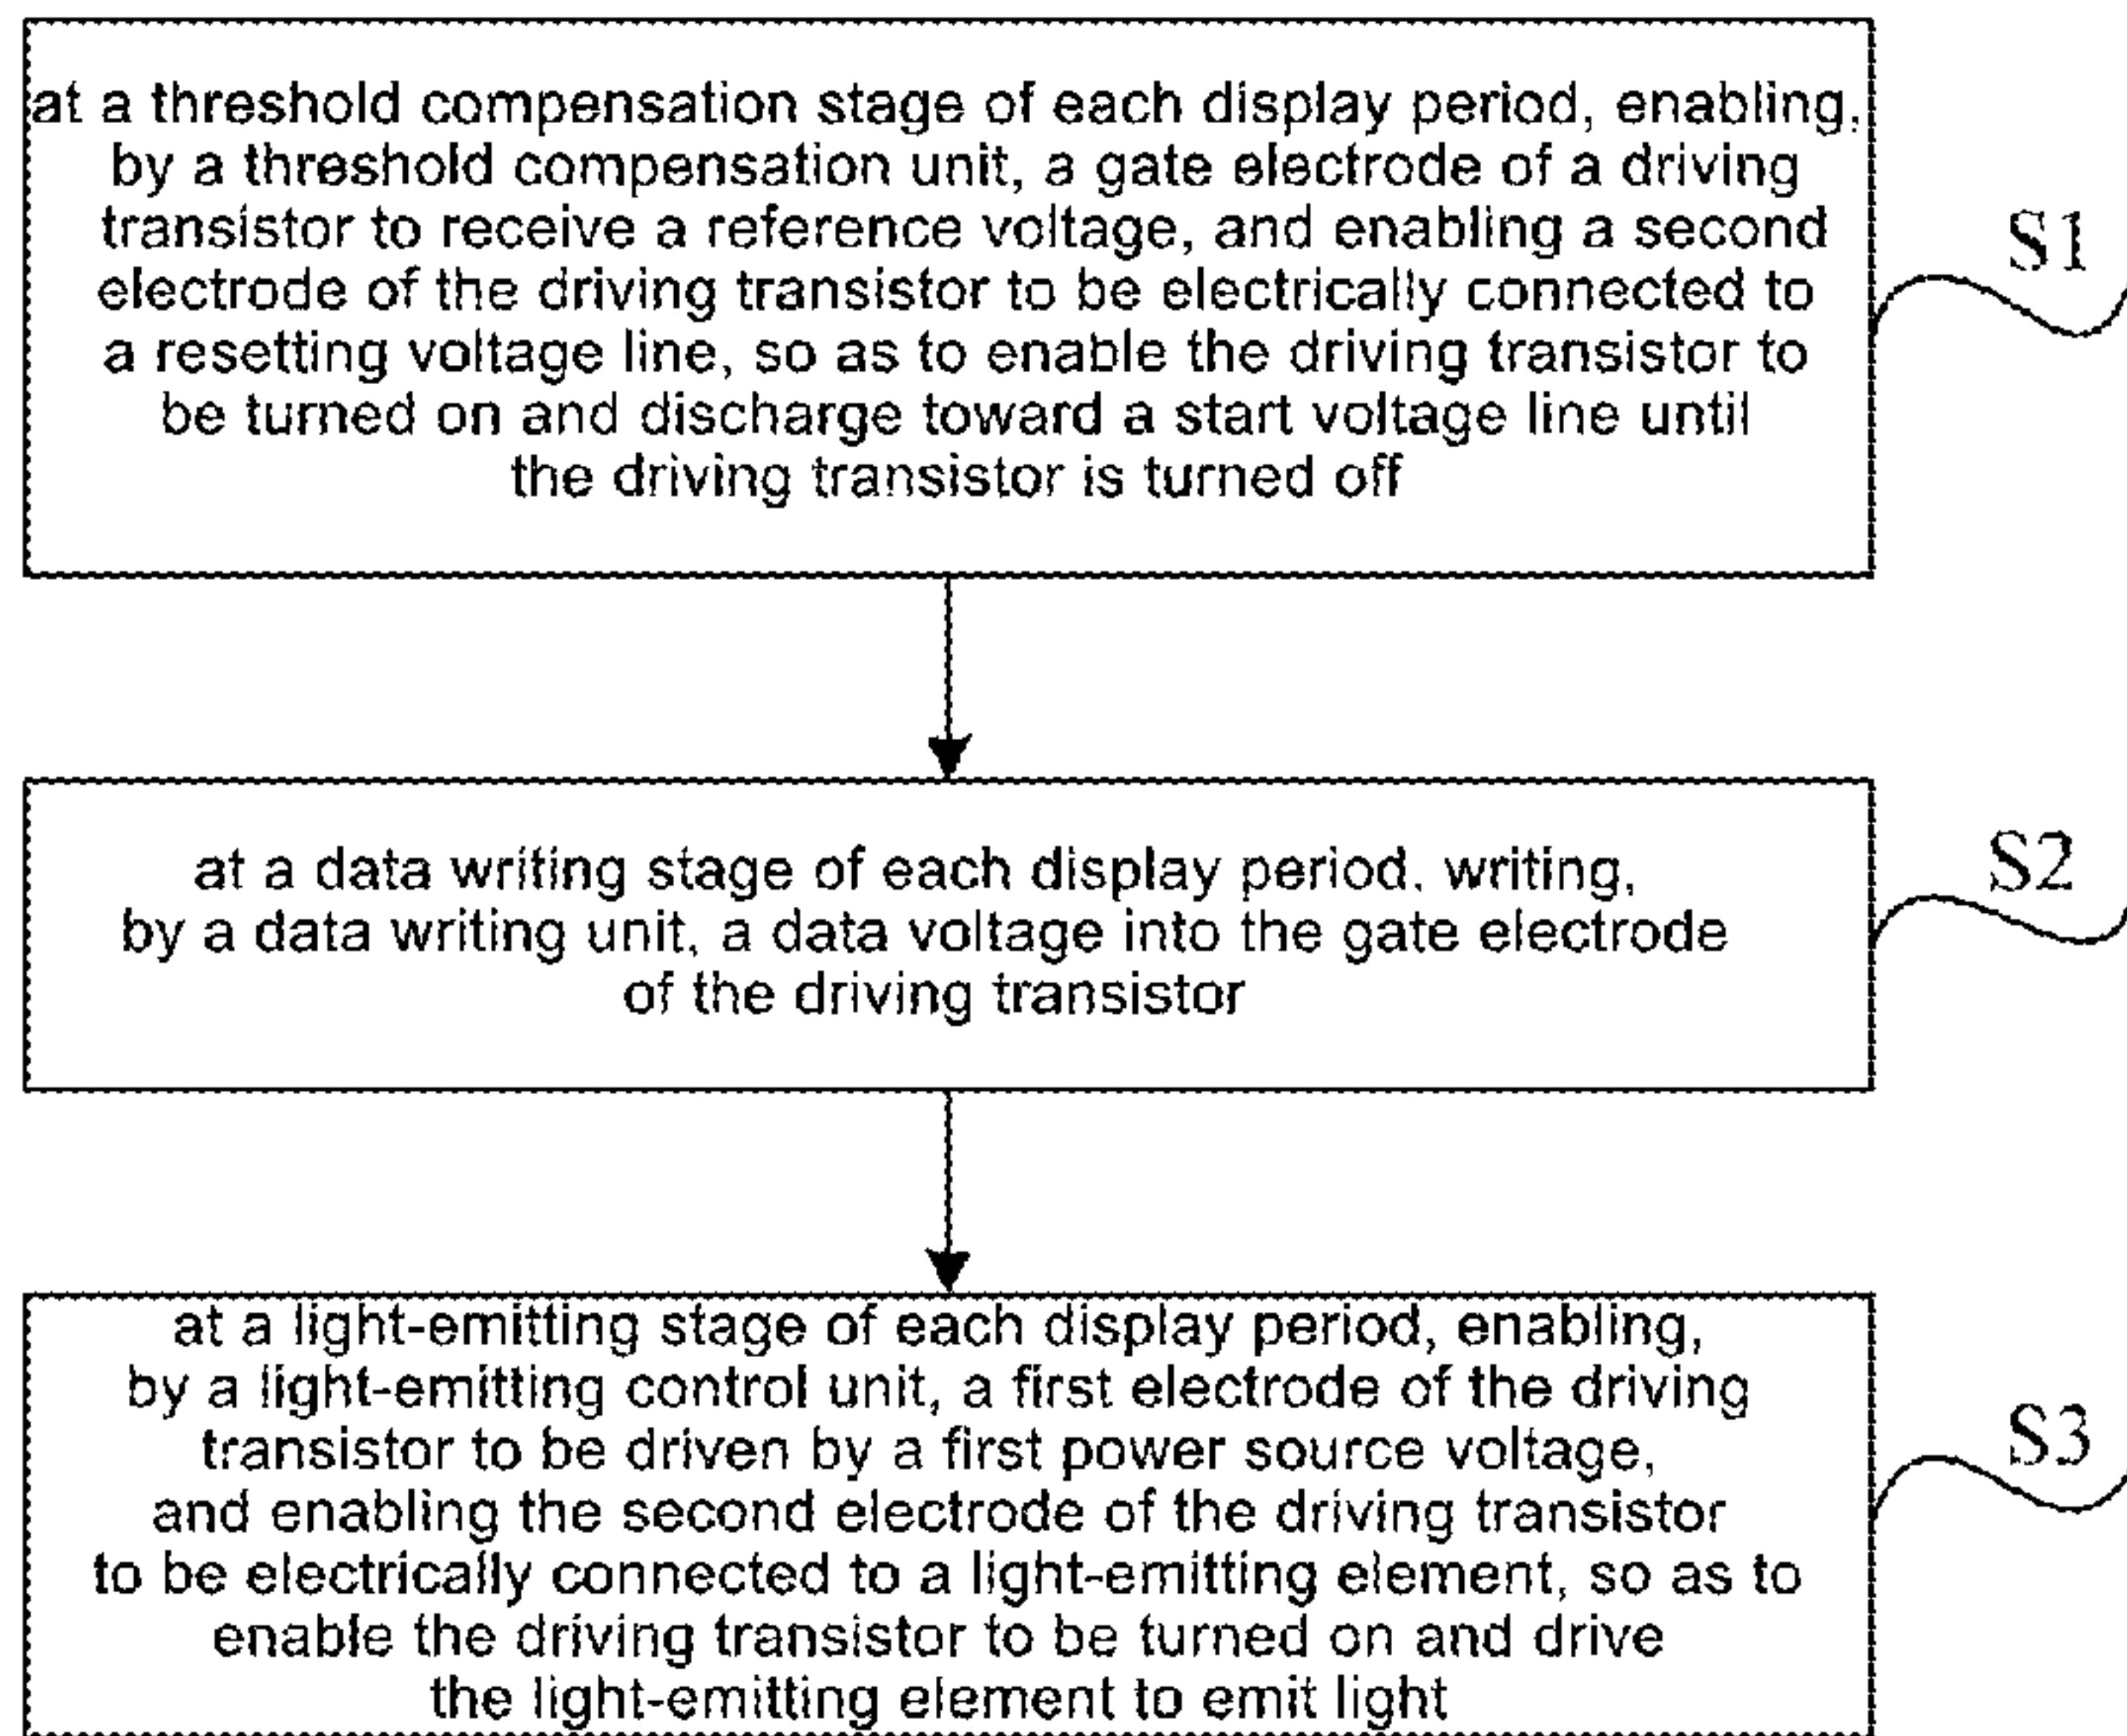 at a threshold compensation stage of each display period, enabling,
by a threshold compensation unit, a gate electrode of a driving
transistor to receive a reference voltage, and enabling a second
electrode of the driving transistor to be electrically connected to
a resetting voltage line, so as to enable the driving transistor to
be turned on and discharge toward a start voltage line until
the driving transistor is turned off
S1
at a data writing stage of each display period, writing,
by a data writing unit, a data voltage into the gate electrode
of the driving transistor
S2
at a light-emitting stage of each display period, enabling,
by a light-emitting control unit, a first electrode of the driving
transistor to be driven by a first power source voltage,
and enabling the second electrode of the driving transistor
to be electrically connected to a light-emitting element, so as to
enable the driving transistor to be turned on and drive
the light-emitting element to emit light
S3